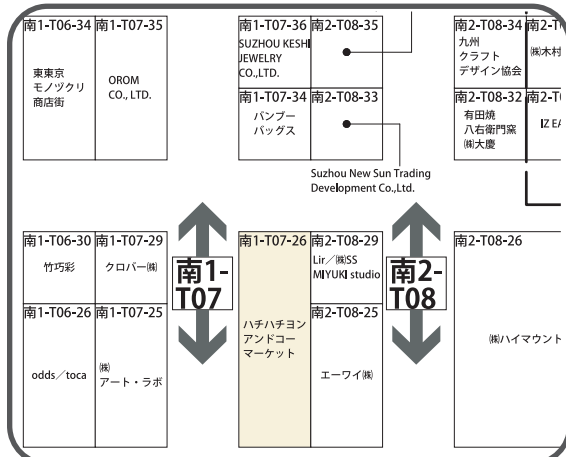 南1-T06-34
東東京
モノヅクリ
商店街
南1-T07-35
OROM
CO., LTD.
南1-T07-36
SUZHOU KESHI
JEWELRY
CO.,LTD.
南2-T08-35
南1-T07-34
バンブー
バッグス
南2-T08-33
Suzhou New Sun Trading
Development Co.,Ltd.
南2-T08-34
九州
クラフト
デザイン協会
㈱木村
南2-T08-32
有田焼
八右衛門窯
㈱大慶
南1-T06-30
竹巧彩
南1-T07-29
クロバー㈱
南1-T06-26
odds／toca
南1-T07-25
㈱
アート・ラボ
南1-
T07
南1-T07-26
ハチハチヨン
アンドコー
マーケット
南2-T08-29
Lir／㈱SS
MIYUKI studio
南2-T08-25
エーワイ㈱
南2-
T08
南2-T08-26
㈱ハイマウント